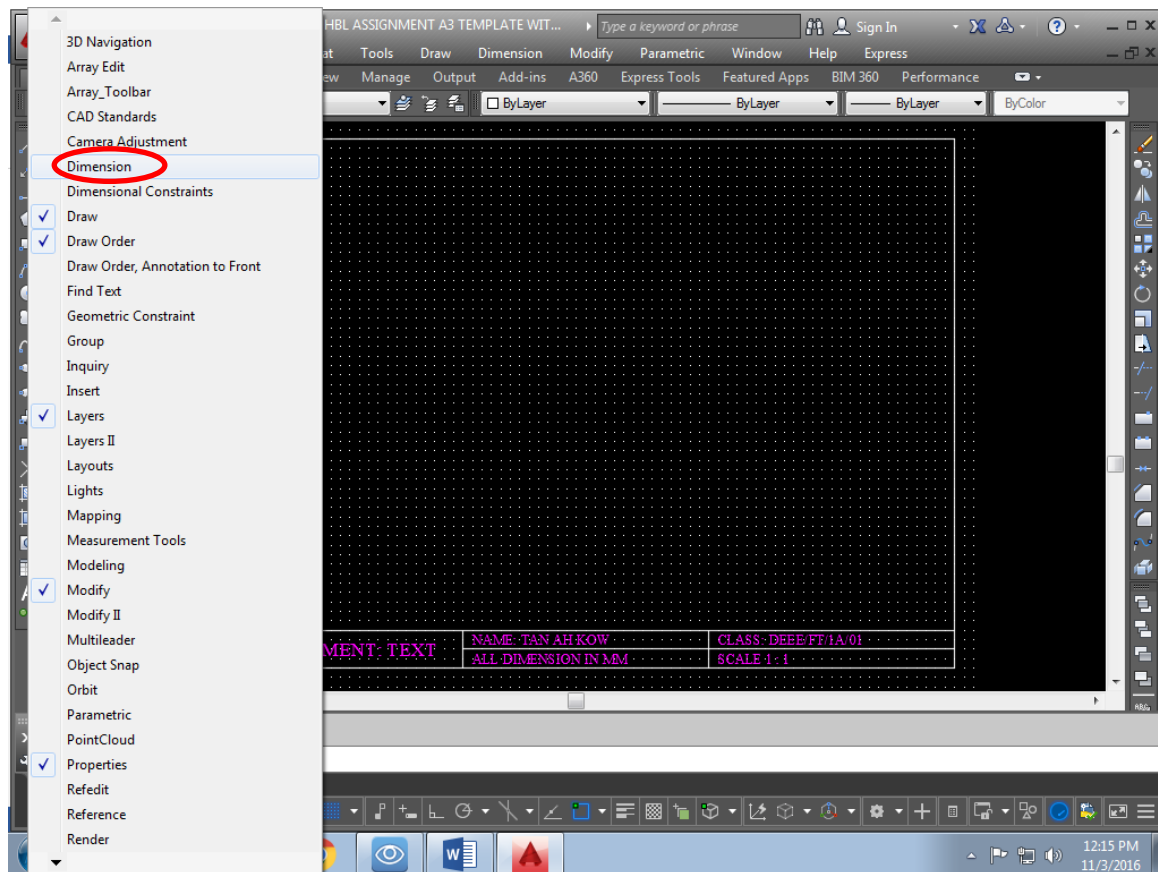 HBL ASSIGNMENT A3 TEMPLATE WIT... Type a keyword or phrase Sign In
Tools Draw Dimension Modify Parametric Window Help Express
Manage Output Add-ins A360 Express Tools Featured Apps BIM 360 Performance
ByLayer ByLayer ByLayer ByColor
3D Navigation
Array Edit
Array_Toolbar
CAD Standards
Camera Adjustment
Dimension
Dimensional Constraints
Draw
Draw Order
Draw Order, Annotation to Front
Find Text
Geometric Constraint
Group
Inquiry
Insert
Layers
Layers II
Layouts
Lights
Mapping
Measurement Tools
Modeling
Modify
Modify II
Multileader
Object Snap
Orbit
Parametric
PointCloud
Properties
Refedit
Reference
Render
MENT: TEXT
NAME: TAN AH KOW
CLASS: DEEE/FT/1A/01
ALL DIMENSION IN MM
SCALE 1 : 1
12:15 PM
11/3/2016